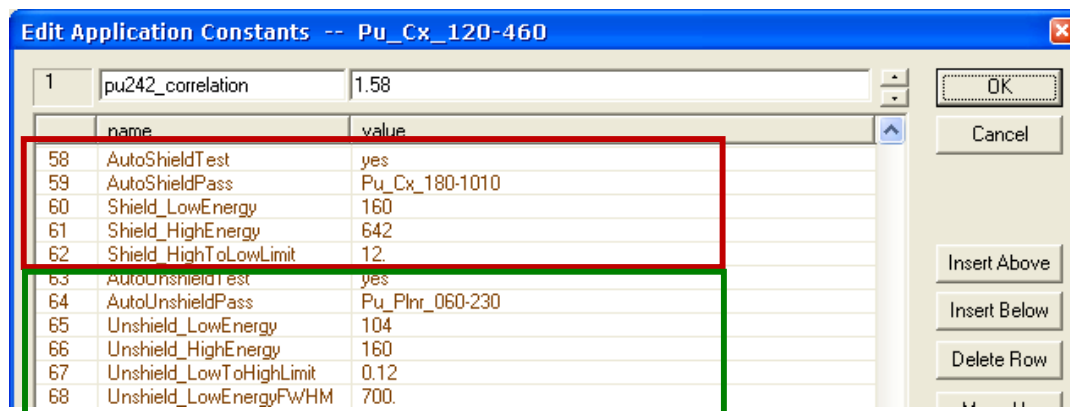 Edit Application Constants -- Pu_Cx_120-460
1 pu242_correlation 1.58
OK
name value
Cancel
58 AutoShieldTest yes
59 AutoShieldPass Pu_Cx_180-1010
60 Shield_LowEnergy 160
61 Shield_HighEnergy 642
62 Shield_HighToLowLimit 12.
Insert Above
63 AutoUnshieldTest yes
64 AutoUnshieldPass Pu_Plnr_060-230
Insert Below
65 Unshield_LowEnergy 104
66 Unshield_HighEnergy 160
Delete Row
67 Unshield_LowToHighLimit 0.12
68 Unshield_LowEnergyFWHM 700.